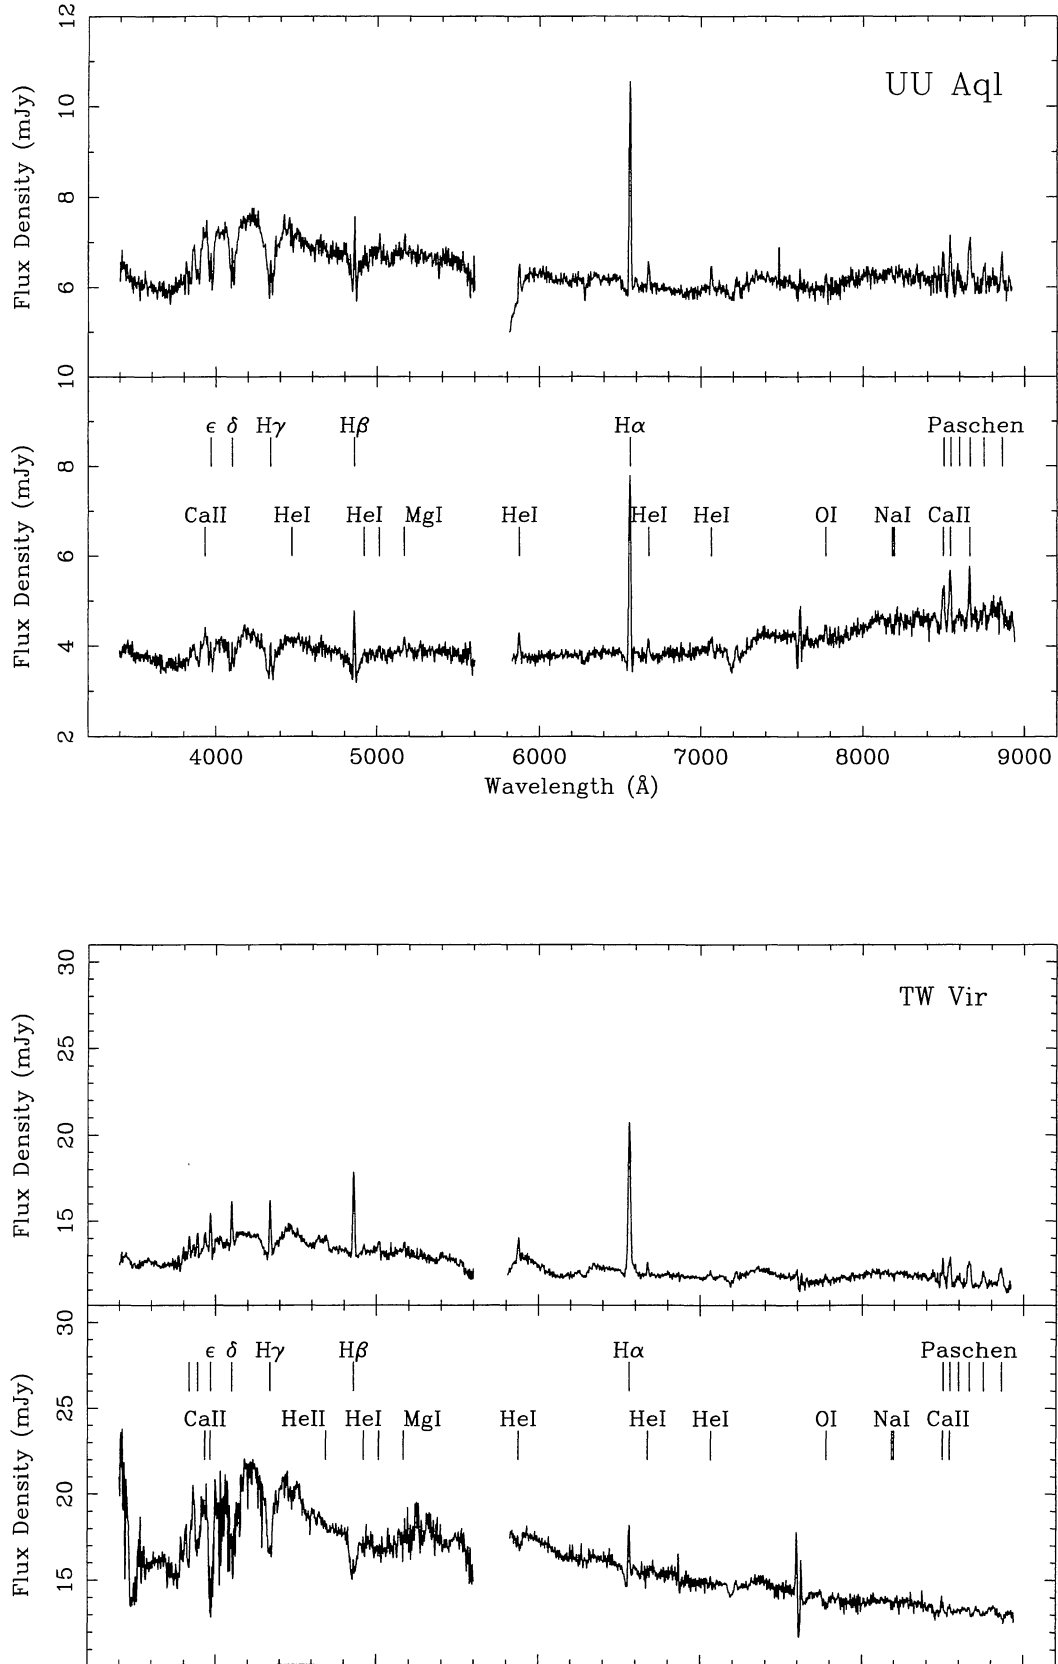 UU Aql
Flux Density (mJy)
12
10
8
6
10
ϵ δ Hγ Hβ Hα Paschen
CaII HeI HeI MgI HeI HeI HeI OI NaI CaII
Flux Density (mJy)
8
6
4
2
4000 5000 6000 7000 8000 9000
Wavelength (Å)
TW Vir
Flux Density (mJy)
30
25
20
15
30
ϵ δ Hγ Hβ Hα Paschen
CaII HeII HeI MgI HeI HeI HeI OI NaI CaII
Flux Density (mJy)
25
20
15